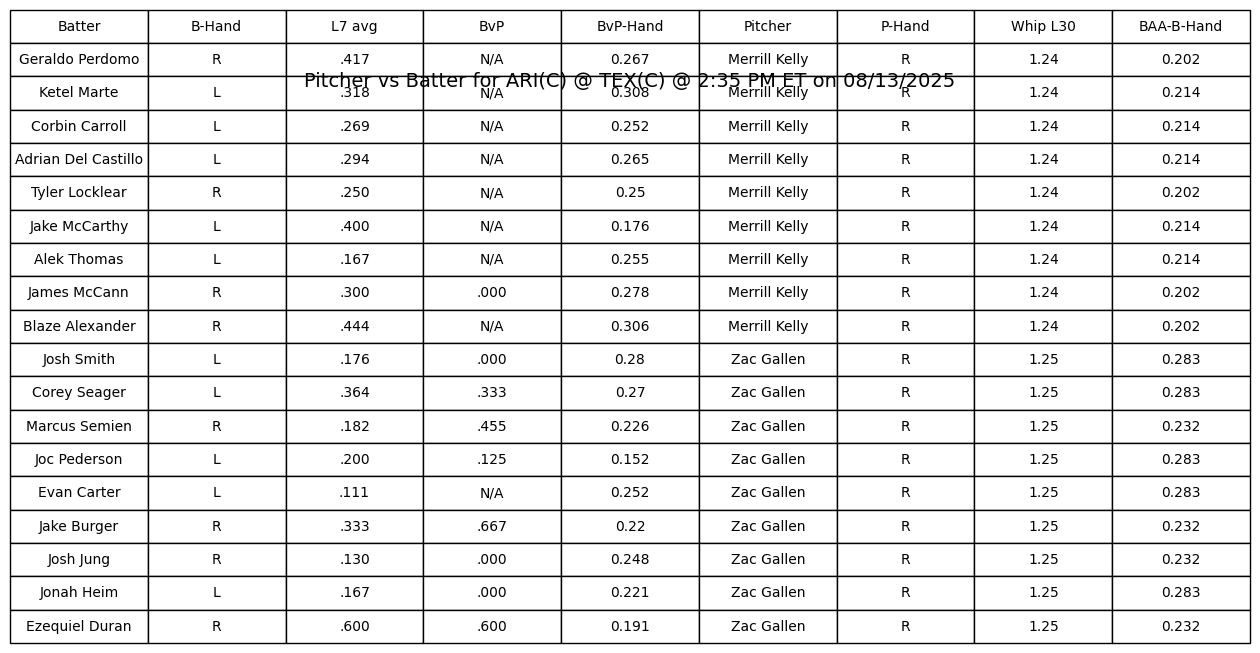 Batter B-Hand L7 avg BvP BvP-Hand Pitcher P-Hand Whip L30 BAA-B-Hand
Geraldo Perdomo R .417 N/A 0.267 Merrill Kelly R 1.24 0.202
Pitcher vs Batter for ARI(C) @ TEX(C) @ 2:35 PM ET on 08/13/2025
Ketel Marte L .318 N/A 0.308 Merrill Kelly R 1.24 0.214
Corbin Carroll L .269 N/A 0.252 Merrill Kelly R 1.24 0.214
Adrian Del Castillo L .294 N/A 0.265 Merrill Kelly R 1.24 0.214
Tyler Locklear R .250 N/A 0.25 Merrill Kelly R 1.24 0.202
Jake McCarthy L .400 N/A 0.176 Merrill Kelly R 1.24 0.214
Alek Thomas L .167 N/A 0.255 Merrill Kelly R 1.24 0.214
James McCann R .300 .000 0.278 Merrill Kelly R 1.24 0.202
Blaze Alexander R .444 N/A 0.306 Merrill Kelly R 1.24 0.202
Josh Smith L .176 .000 0.28 Zac Gallen R 1.25 0.283
Corey Seager L .364 .333 0.27 Zac Gallen R 1.25 0.283
Marcus Semien R .182 .455 0.226 Zac Gallen R 1.25 0.232
Joc Pederson L .200 .125 0.152 Zac Gallen R 1.25 0.283
Evan Carter L .111 N/A 0.252 Zac Gallen R 1.25 0.283
Jake Burger R .333 .667 0.22 Zac Gallen R 1.25 0.232
Josh Jung R .130 .000 0.248 Zac Gallen R 1.25 0.232
Jonah Heim L .167 .000 0.221 Zac Gallen R 1.25 0.283
Ezequiel Duran R .600 .600 0.191 Zac Gallen R 1.25 0.232